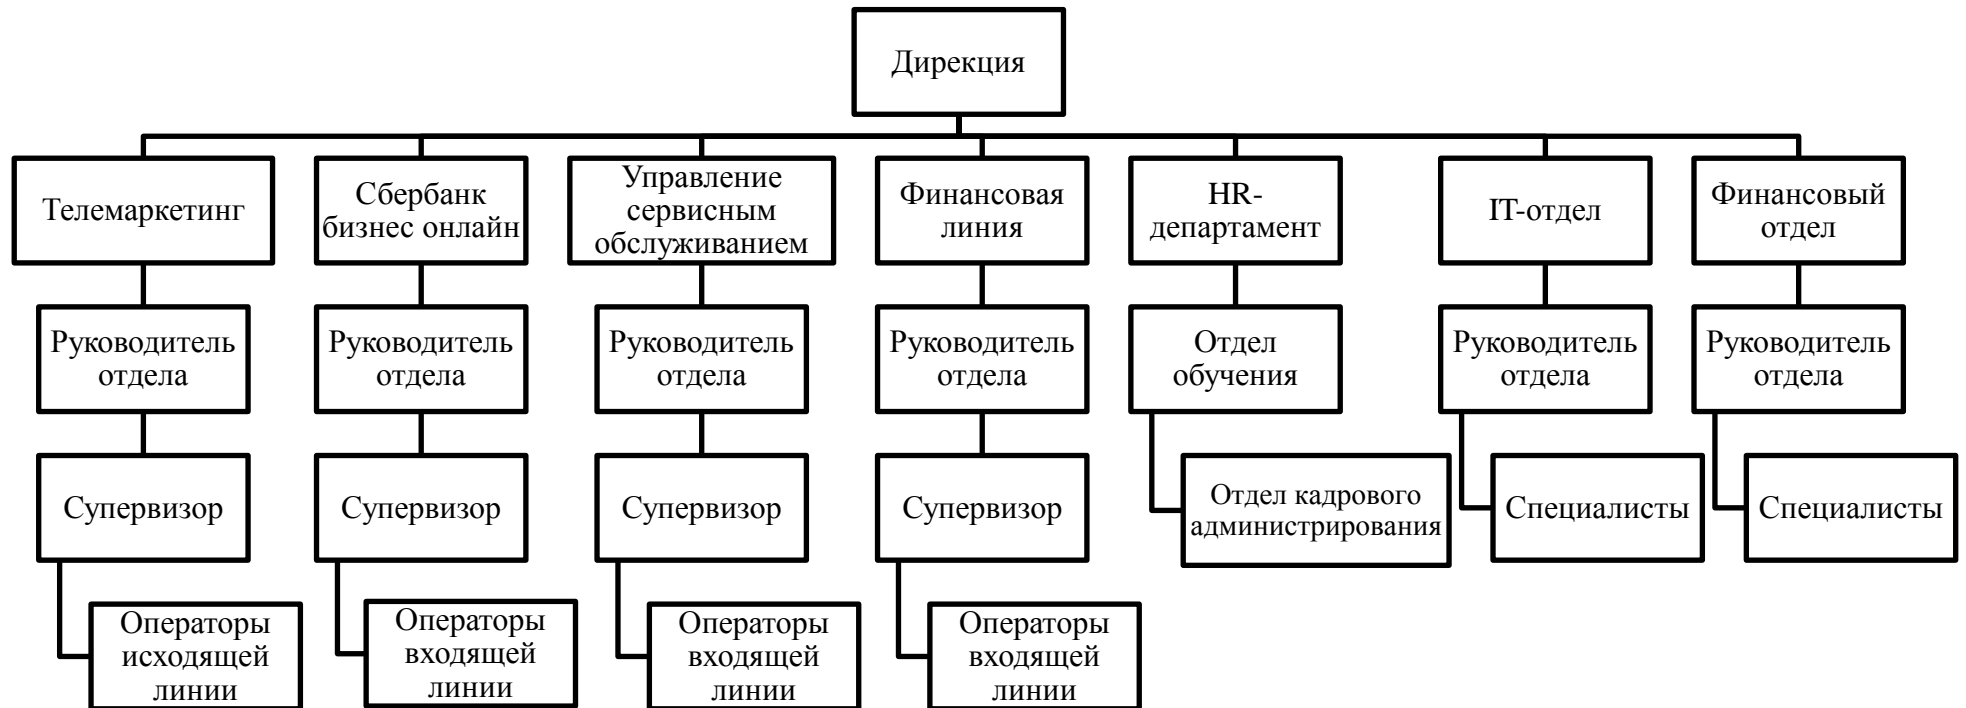 Дирекция
Телемаркетинг
Сбербанк
бизнес онлайн
Управление
сервисным
обслуживанием
Финансовая
линия
HR-
департамент
IT-отдел
Финансовый
отдел
Руководитель
отдела
Руководитель
отдела
Руководитель
отдела
Руководитель
отдела
Отдел
обучения
Руководитель
отдела
Руководитель
отдела
Супервизор
Супервизор
Супервизор
Супервизор
Отдел кадрового
администрирования
Специалисты
Специалисты
Операторы
исходящей
линии
Операторы
входящей
линии
Операторы
входящей
линии
Операторы
входящей
линии